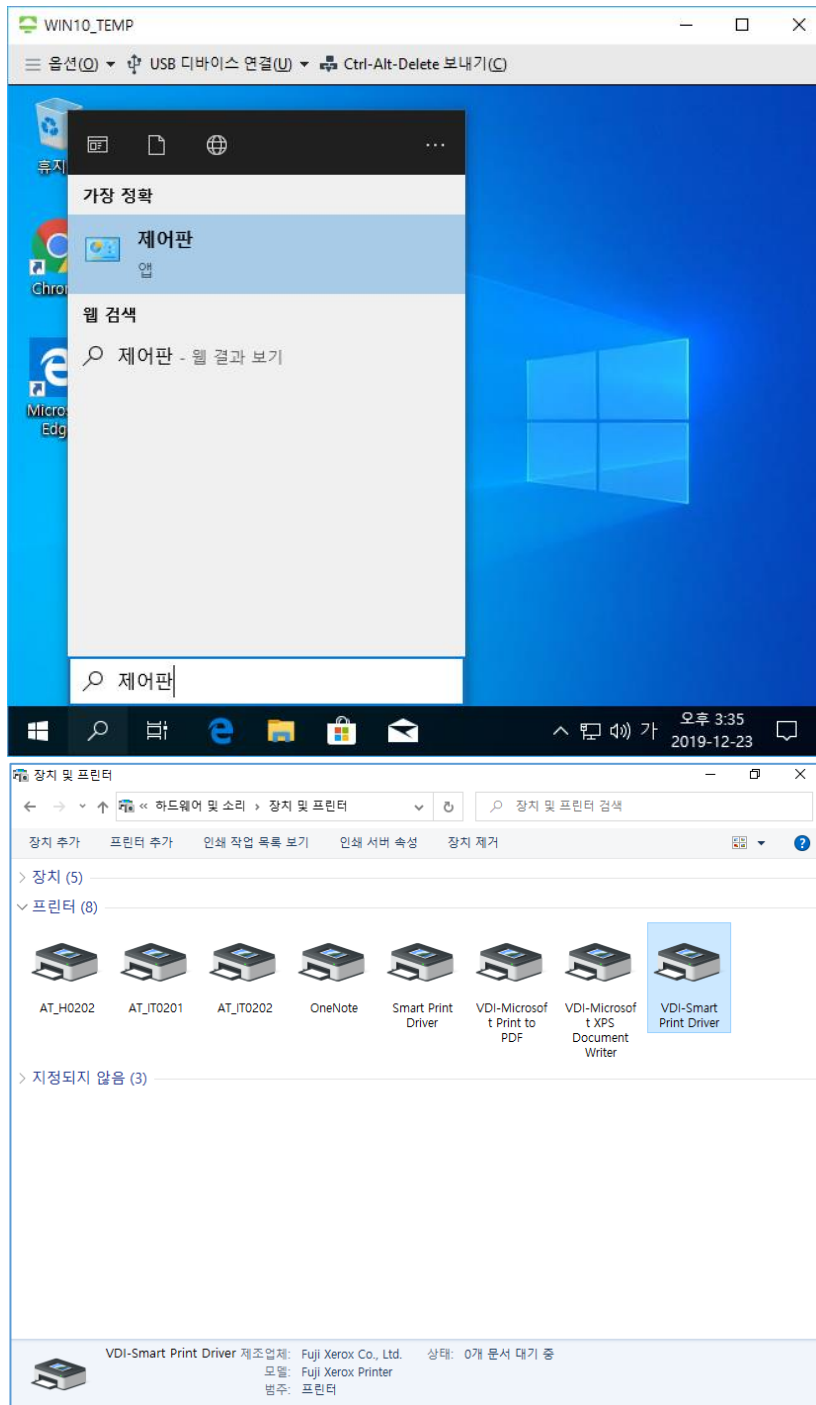 WIN10_TEMP
옵션(O) USB 디바이스 연결(U) Ctrl-Alt-Delete 보내기(C)
휴지
가장 정확
제어판
앱
Chro
웹 검색
제어판 - 웹 결과 보기
Micro
Edg
제어판
가
오후 3:35
2019-12-23
장치 및 프린터
« 하드웨어 및 소리 › 장치 및 프린터
장치 및 프린터 검색
장치 추가 프린터 추가 인쇄 작업 목록 보기 인쇄 서버 속성 장치 제거
장치 (5)
프린터 (8)
AT_H0202
AT_IT0201
AT_IT0202
OneNote
Smart Print
Driver
VDI-Microsof
t Print to
PDF
VDI-Microsof
t XPS
Document
Writer
VDI-Smart
Print Driver
지정되지 않음 (3)
VDI-Smart Print Driver 제조업체: Fuji Xerox Co., Ltd. 상태: 0개 문서 대기 중
모델: Fuji Xerox Printer
범주: 프린터